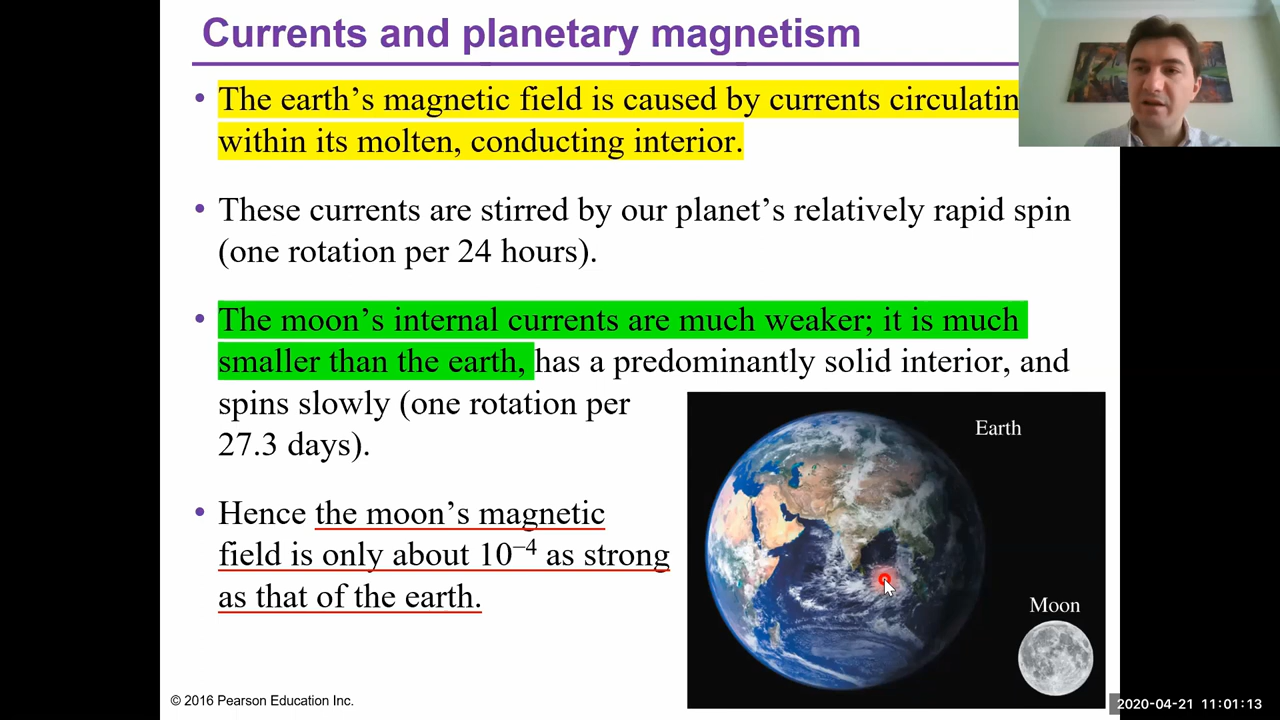 Currents and planetary magnetism
• The earth’s magnetic field is caused by currents circulatin
within its molten, conducting interior.
• These currents are stirred by our planet’s relatively rapid spin
(one rotation per 24 hours).
• The moon’s internal currents are much weaker; it is much
smaller than the earth, has a predominantly solid interior, and
spins slowly (one rotation per
27.3 days).
• Hence the moon’s magnetic
field is only about 10⁻⁴ as strong
as that of the earth.
Earth
Moon
© 2016 Pearson Education Inc.
2020-04-21 11:01:13